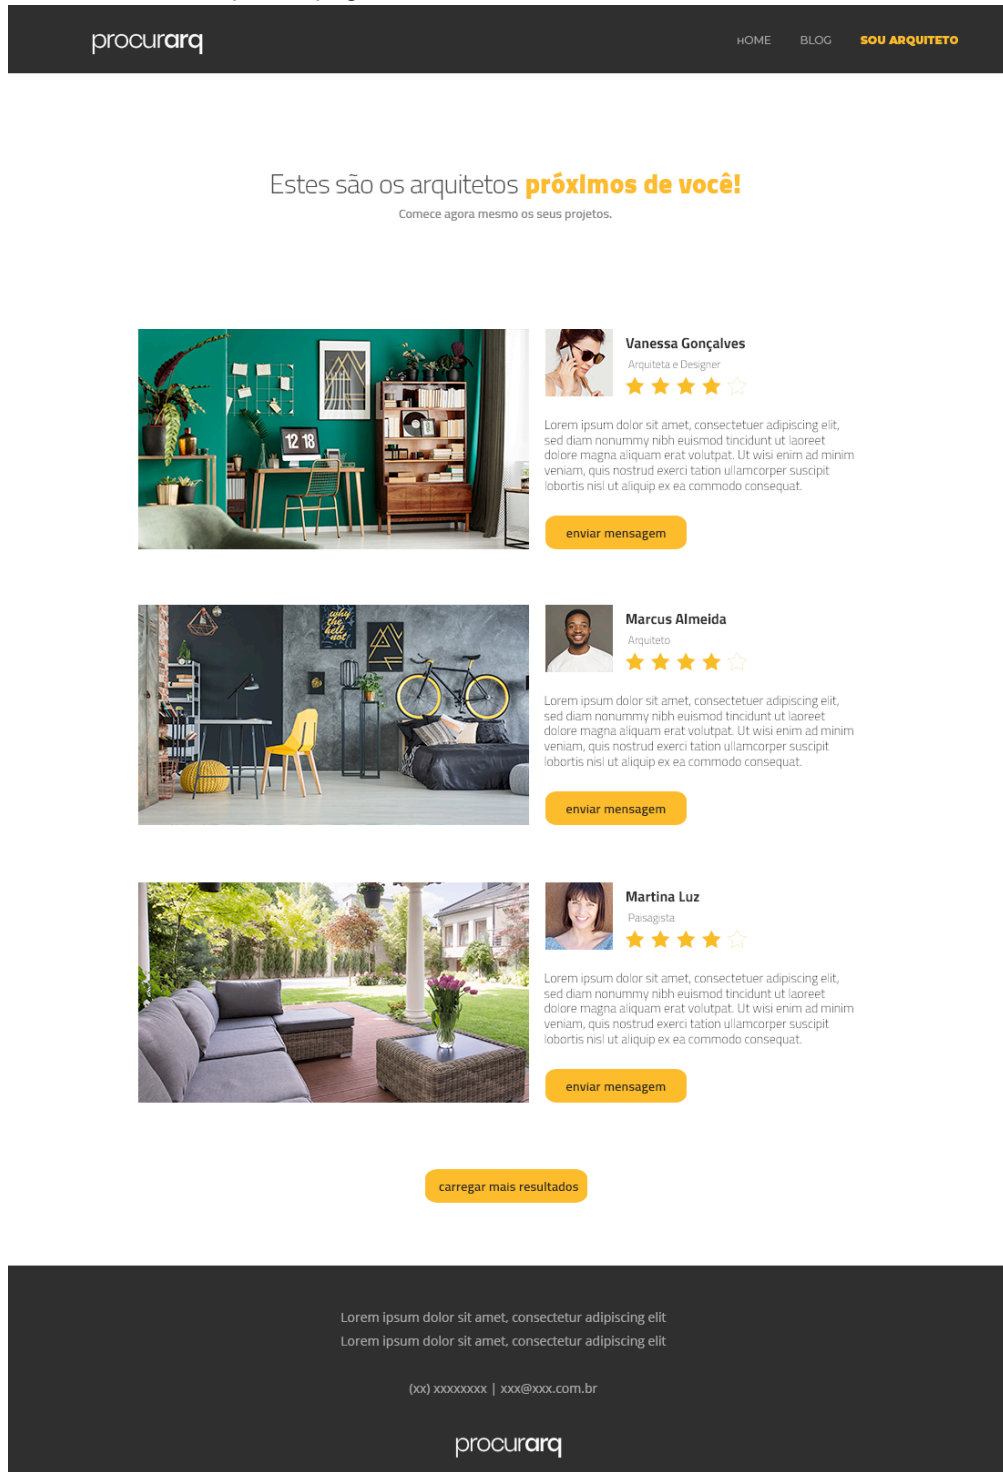 procurarq
HOME BLOG SOU ARQUITETO
Estes são os arquitetos próximos de você!
Comece agora mesmo os seus projetos.
12 18
Vanessa Gonçalves
Arquiteta e Designer
Lorem ipsum dolor sit amet, consectetuer adipiscing elit,
sed diam nonummy nibh euismod tincidunt ut laoreet
dolore magna aliquam erat volutpat. Ut wisi enim ad minim
veniam, quis nostrud exerci tation ullamcorper suscipit
lobortis nisl ut aliquip ex ea commodo consequat.
enviar mensagem
why
the
hell
not!
Marcus Almeida
Arquiteto
Lorem ipsum dolor sit amet, consectetuer adipiscing elit,
sed diam nonummy nibh euismod tincidunt ut laoreet
dolore magna aliquam erat volutpat. Ut wisi enim ad minim
veniam, quis nostrud exerci tation ullamcorper suscipit
lobortis nisl ut aliquip ex ea commodo consequat.
enviar mensagem
Martina Luz
Paisagista
Lorem ipsum dolor sit amet, consectetuer adipiscing elit,
sed diam nonummy nibh euismod tincidunt ut laoreet
dolore magna aliquam erat volutpat. Ut wisi enim ad minim
veniam, quis nostrud exerci tation ullamcorper suscipit
lobortis nisl ut aliquip ex ea commodo consequat.
enviar mensagem
carregar mais resultados
Lorem ipsum dolor sit amet, consectetur adipiscing elit
Lorem ipsum dolor sit amet, consectetur adipiscing elit
(xx) xxxxxxxx | xxx@xxx.com.br
procurarq